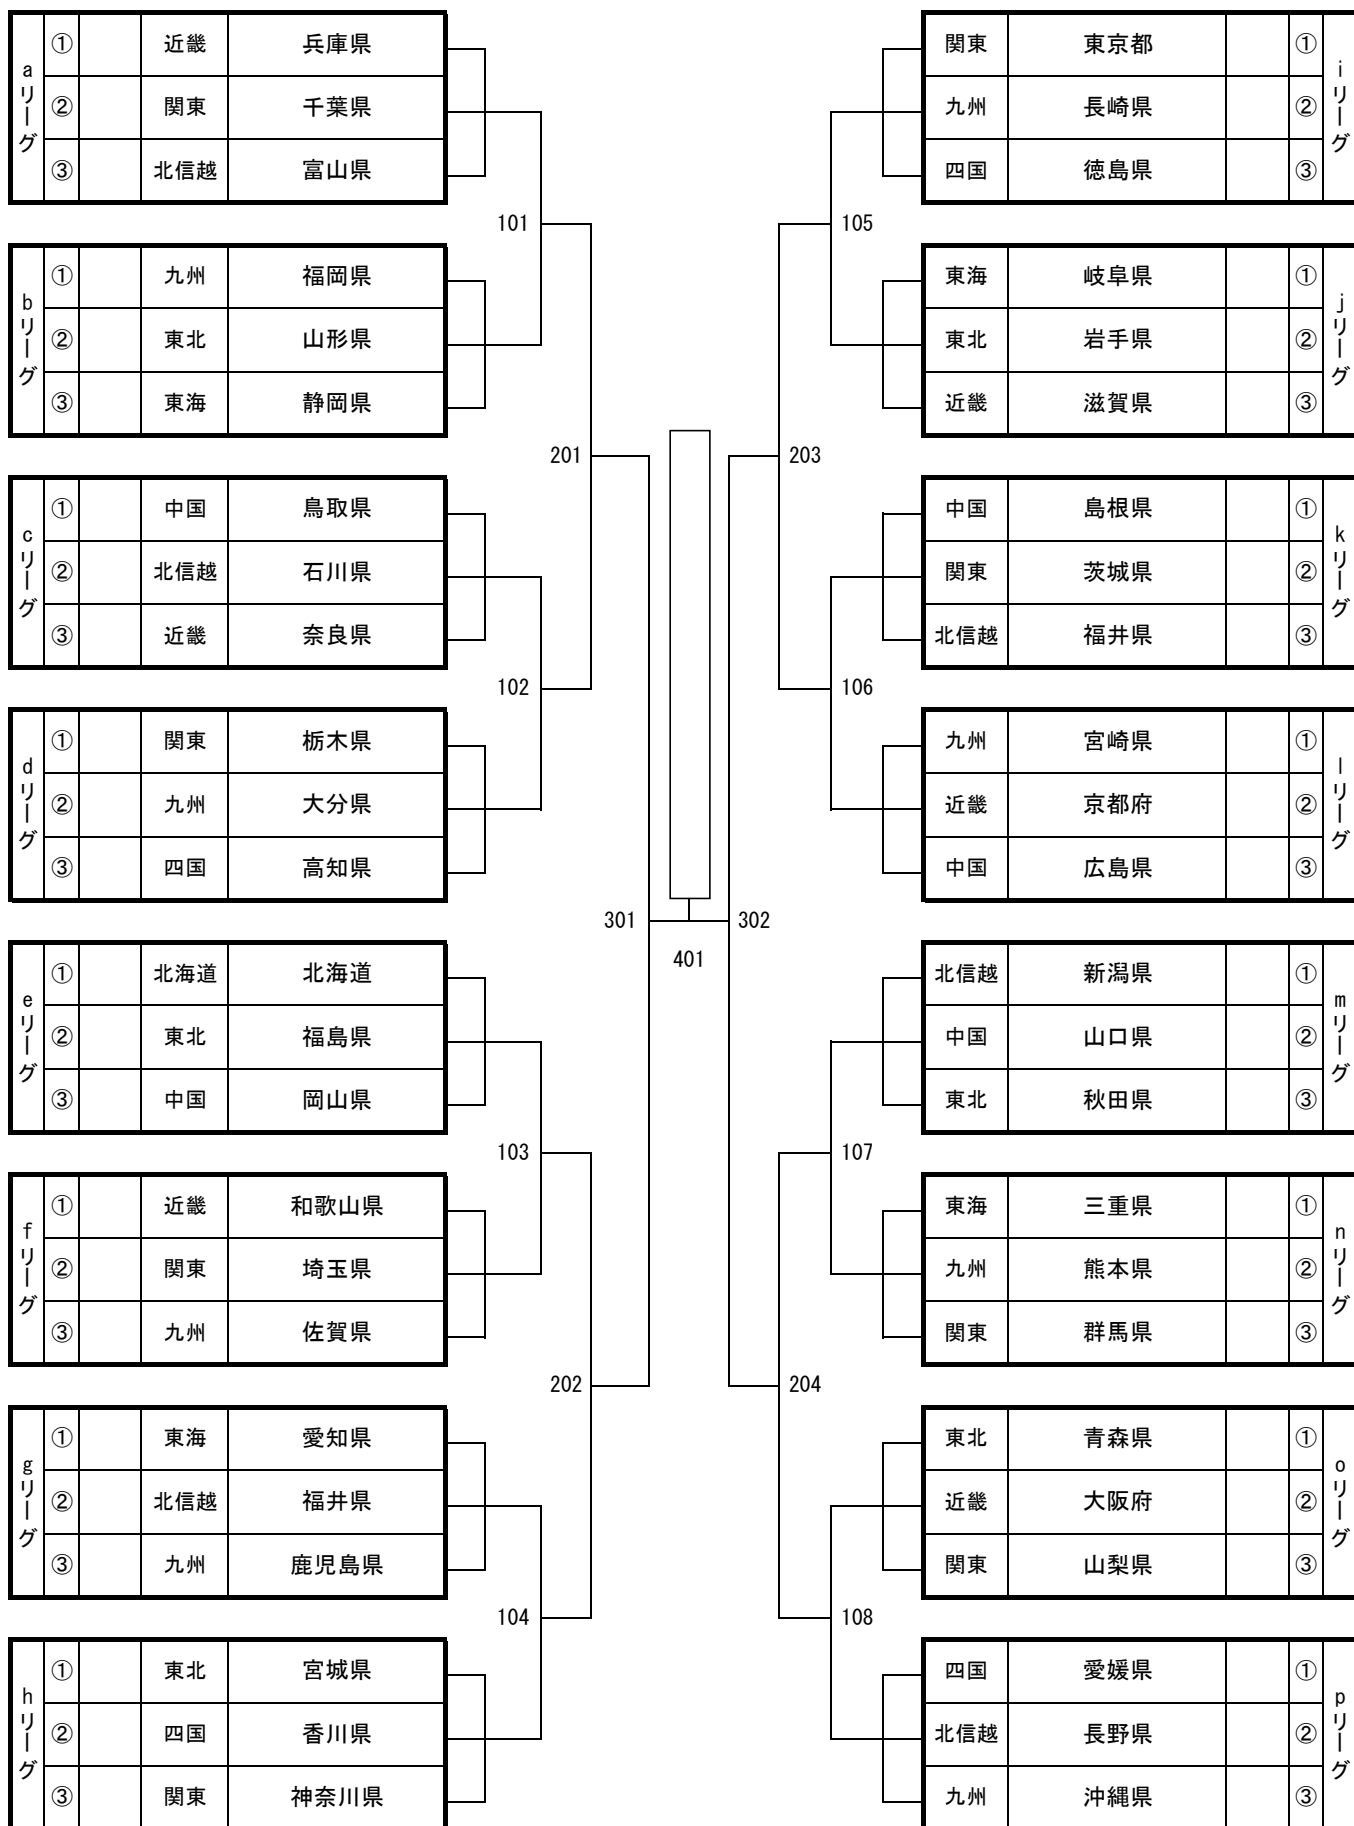 aリーグ
① 近畿 兵庫県
② 関東 千葉県
③ 北信越 富山県
101
bリーグ
① 九州 福岡県
② 東北 山形県
③ 東海 静岡県
201
cリーグ
① 中国 鳥取県
② 北信越 石川県
③ 近畿 奈良県
102
dリーグ
① 関東 栃木県
② 九州 大分県
③ 四国 高知県
301
eリーグ
① 北海道 北海道
② 東北 福島県
③ 中国 岡山県
103
fリーグ
① 近畿 和歌山県
② 関東 埼玉県
③ 九州 佐賀県
202
gリーグ
① 東海 愛知県
② 北信越 福井県
③ 九州 鹿児島県
104
hリーグ
① 東北 宮城県
② 四国 香川県
③ 関東 神奈川県
401
関東 東京都 ①
九州 長崎県 ②
四国 徳島県 ③
iリーグ
105
東海 岐阜県 ①
東北 岩手県 ②
近畿 滋賀県 ③
jリーグ
203
中国 島根県 ①
関東 茨城県 ②
北信越 福井県 ③
kリーグ
106
九州 宮崎県 ①
近畿 京都府 ②
中国 広島県 ③
lリーグ
302
北信越 新潟県 ①
中国 山口県 ②
東北 秋田県 ③
mリーグ
107
東海 三重県 ①
九州 熊本県 ②
関東 群馬県 ③
nリーグ
204
東北 青森県 ①
近畿 大阪府 ②
関東 山梨県 ③
oリーグ
108
四国 愛媛県 ①
北信越 長野県 ②
九州 沖縄県 ③
pリーグ